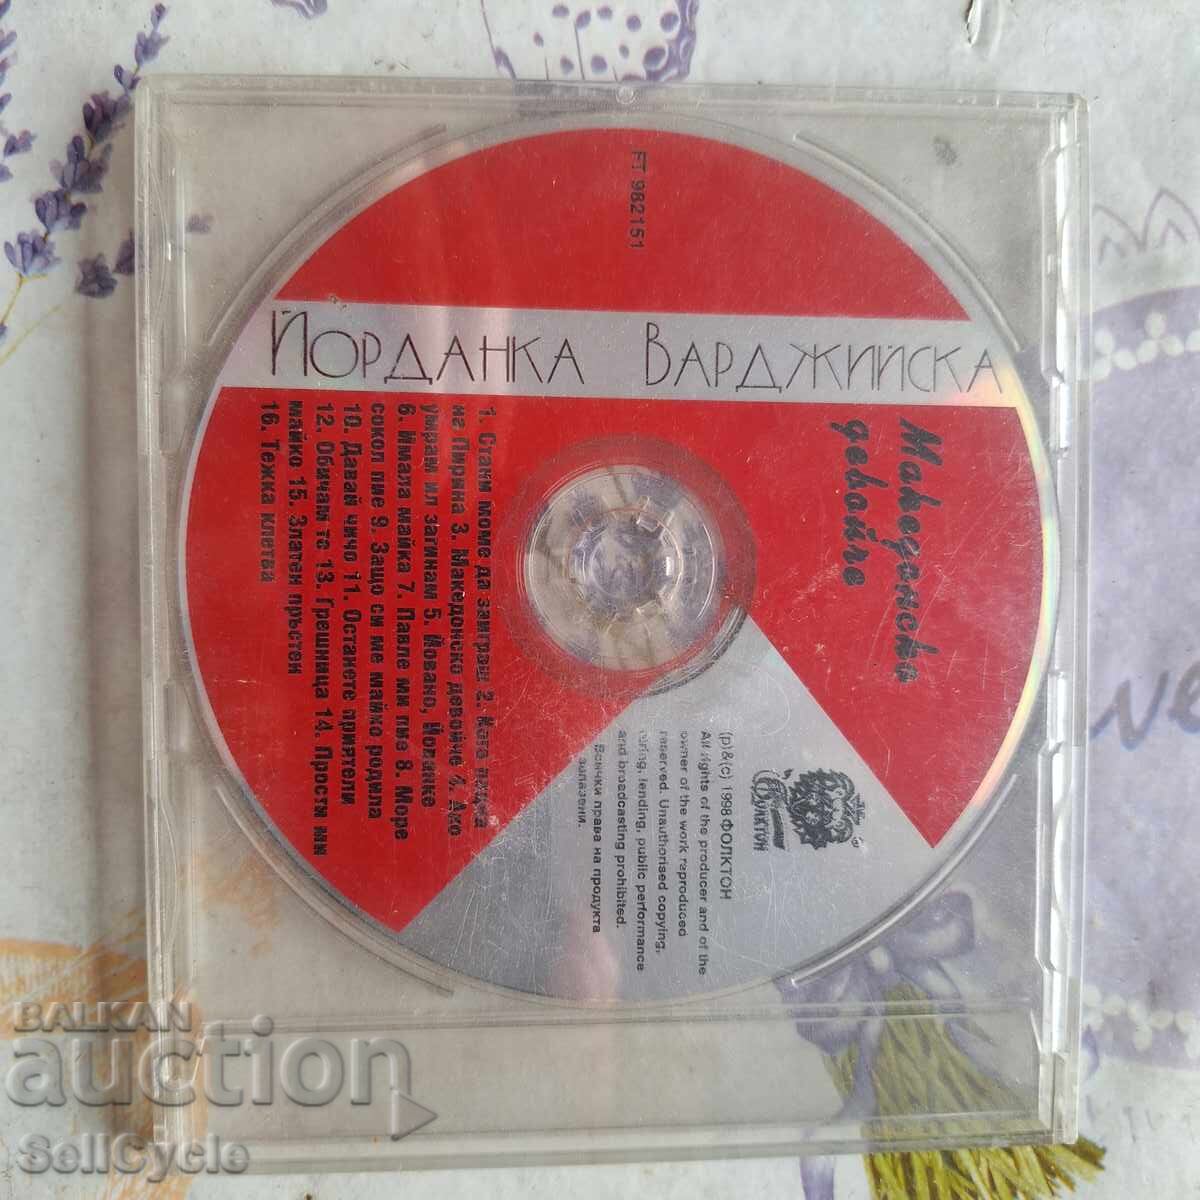 FT 982151
ЙОРДАНКА ВАРДЖИЙСКА
Македонско
девойче
1. Стани моме да заиграш 2. Кога падна
на Пирина 3. Македонско девойче 4. Ако
умрам ил загинам 5. Йовано, Йованке
6. Имала майка 7. Павле ми пие 8. Море
сокол пие 9. Защо си ме майко родила
10. Давай чичо 11. Останете приятели
12. Обичам те 13. Грешница 14. Прости ми
майко 15. Златен пръстен
16. Тежка клетва
ФОЛКТОН
(p)&(c) 1998 ФОЛКТОН
All rights of the producer and of the
owner of the work reproduced
reserved. Unauthorised copying,
hiring, lending, public performance
and broadcasting prohibited.
Всички права на продукта
запазени.
BALKAN
auction
SellCycle